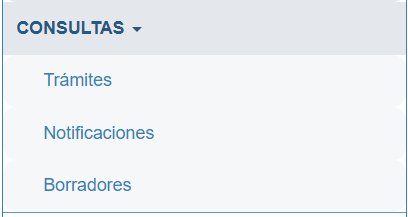 CONSULTAS
Trámites
Notificaciones
Borradores